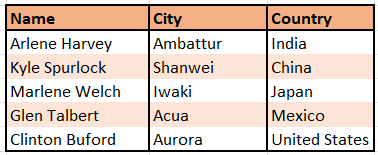 Name City Country
Arlene Harvey Ambattur India
Kyle Spurlock Shanwei China
Marlene Welch Iwaki Japan
Glen Talbert Acua Mexico
Clinton Buford Aurora United States